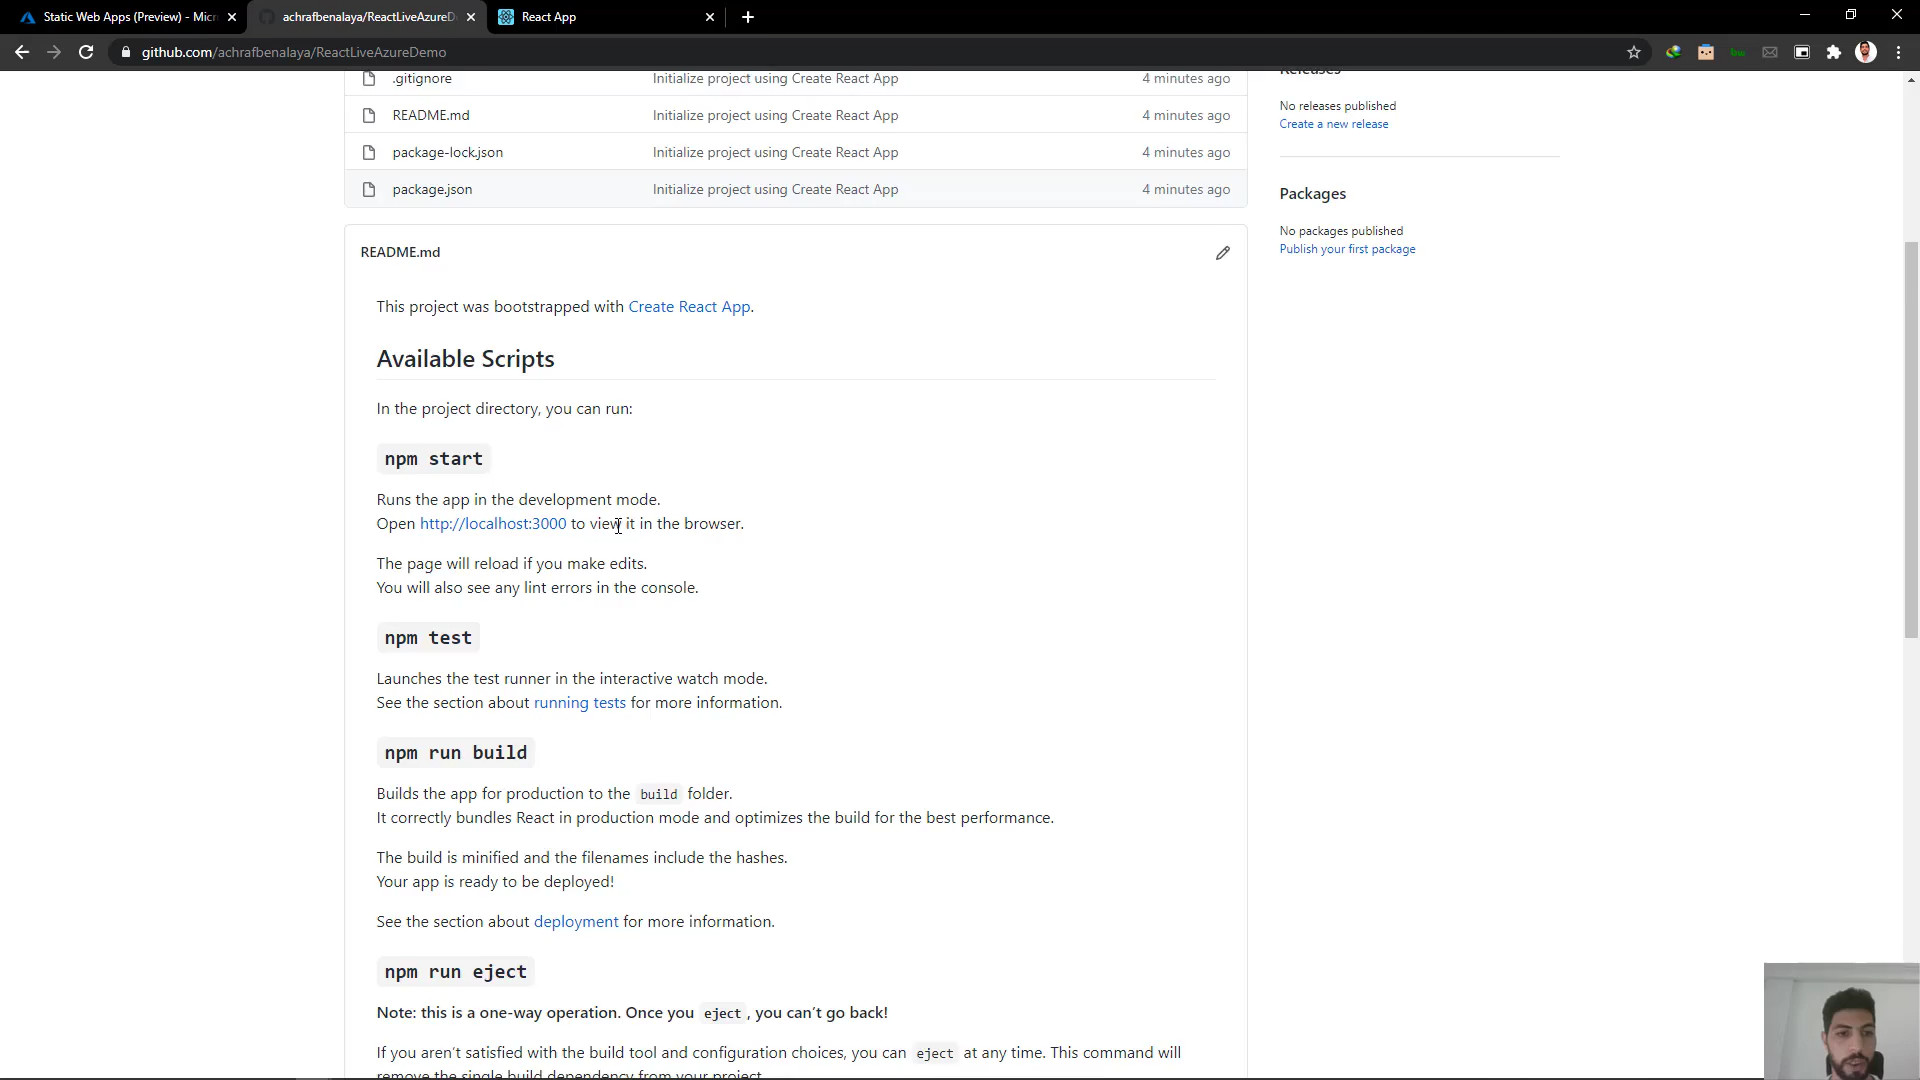 Static Web Apps (Preview) - Micr
achrafbenalaya/ReactLiveAzureD
React App
github.com/achrafbenalaya/ReactLiveAzureDemo
.gitignore Initialize project using Create React App 4 minutes ago
README.md Initialize project using Create React App 4 minutes ago
package-lock.json Initialize project using Create React App 4 minutes ago
package.json Initialize project using Create React App 4 minutes ago
Releases
No releases published
Create a new release
Packages
No packages published
Publish your first package
README.md
This project was bootstrapped with Create React App.
Available Scripts
In the project directory, you can run:
npm start
Runs the app in the development mode.
Open http://localhost:3000 to view it in the browser.
The page will reload if you make edits.
You will also see any lint errors in the console.
npm test
Launches the test runner in the interactive watch mode.
See the section about running tests for more information.
npm run build
Builds the app for production to the build folder.
It correctly bundles React in production mode and optimizes the build for the best performance.
The build is minified and the filenames include the hashes.
Your app is ready to be deployed!
See the section about deployment for more information.
npm run eject
Note: this is a one-way operation. Once you eject, you can’t go back!
If you aren’t satisfied with the build tool and configuration choices, you can eject at any time. This command will
remove the single build dependency from your project.